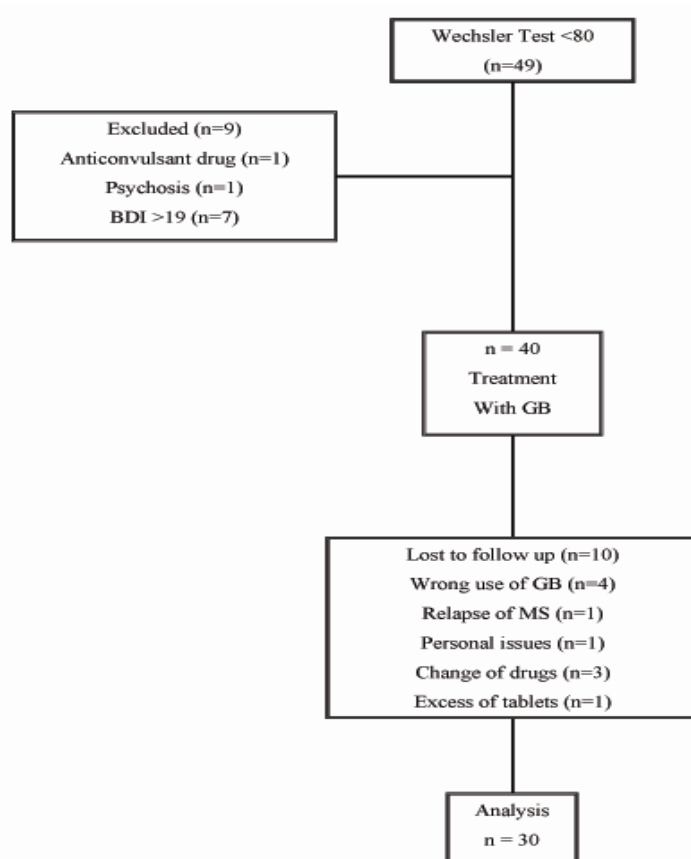 Wechsler Test <80
(n=49)
Excluded (n=9)
Anticonvulsant drug (n=1)
Psychosis (n=1)
BDI >19 (n=7)
n = 40
Treatment
With GB
Lost to follow up (n=10)
Wrong use of GB (n=4)
Relapse of MS (n=1)
Personal issues (n=1)
Change of drugs (n=3)
Excess of tablets (n=1)
Analysis
n = 30